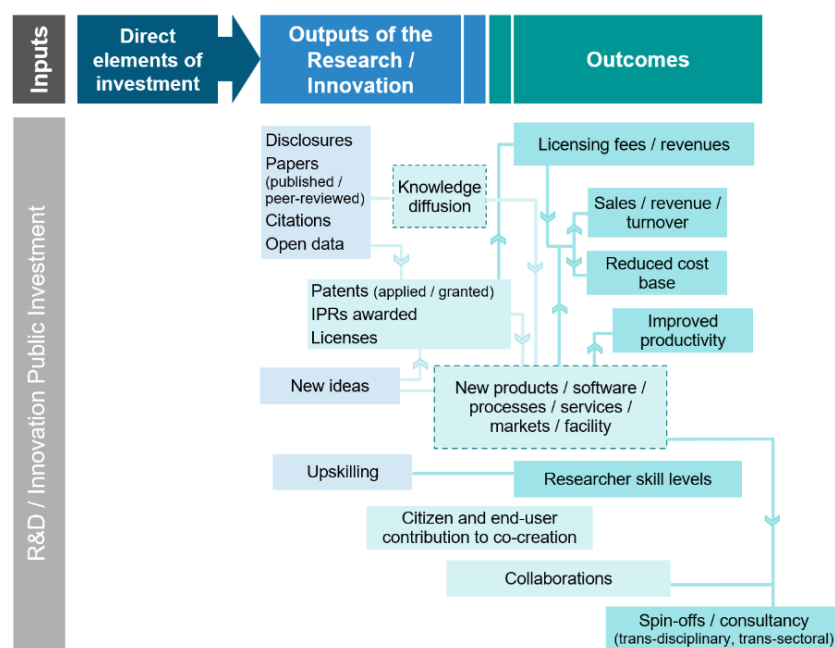 Inputs
Direct
elements of
investment
Outputs of the
Research /
Innovation
Outcomes
R&D / Innovation Public Investment
Disclosures
Papers
(published /
peer-reviewed)
Citations
Open data
Knowledge
diffusion
Licensing fees / revenues
Sales / revenue /
turnover
Reduced cost
base
Patents (applied / granted)
IPRs awarded
Licenses
Improved
productivity
New ideas
New products / software /
processes / services /
markets / facility
Upskilling
Researcher skill levels
Citizen and end-user
contribution to co-creation
Collaborations
Spin-offs / consultancy
(trans-disciplinary, trans-sectoral)